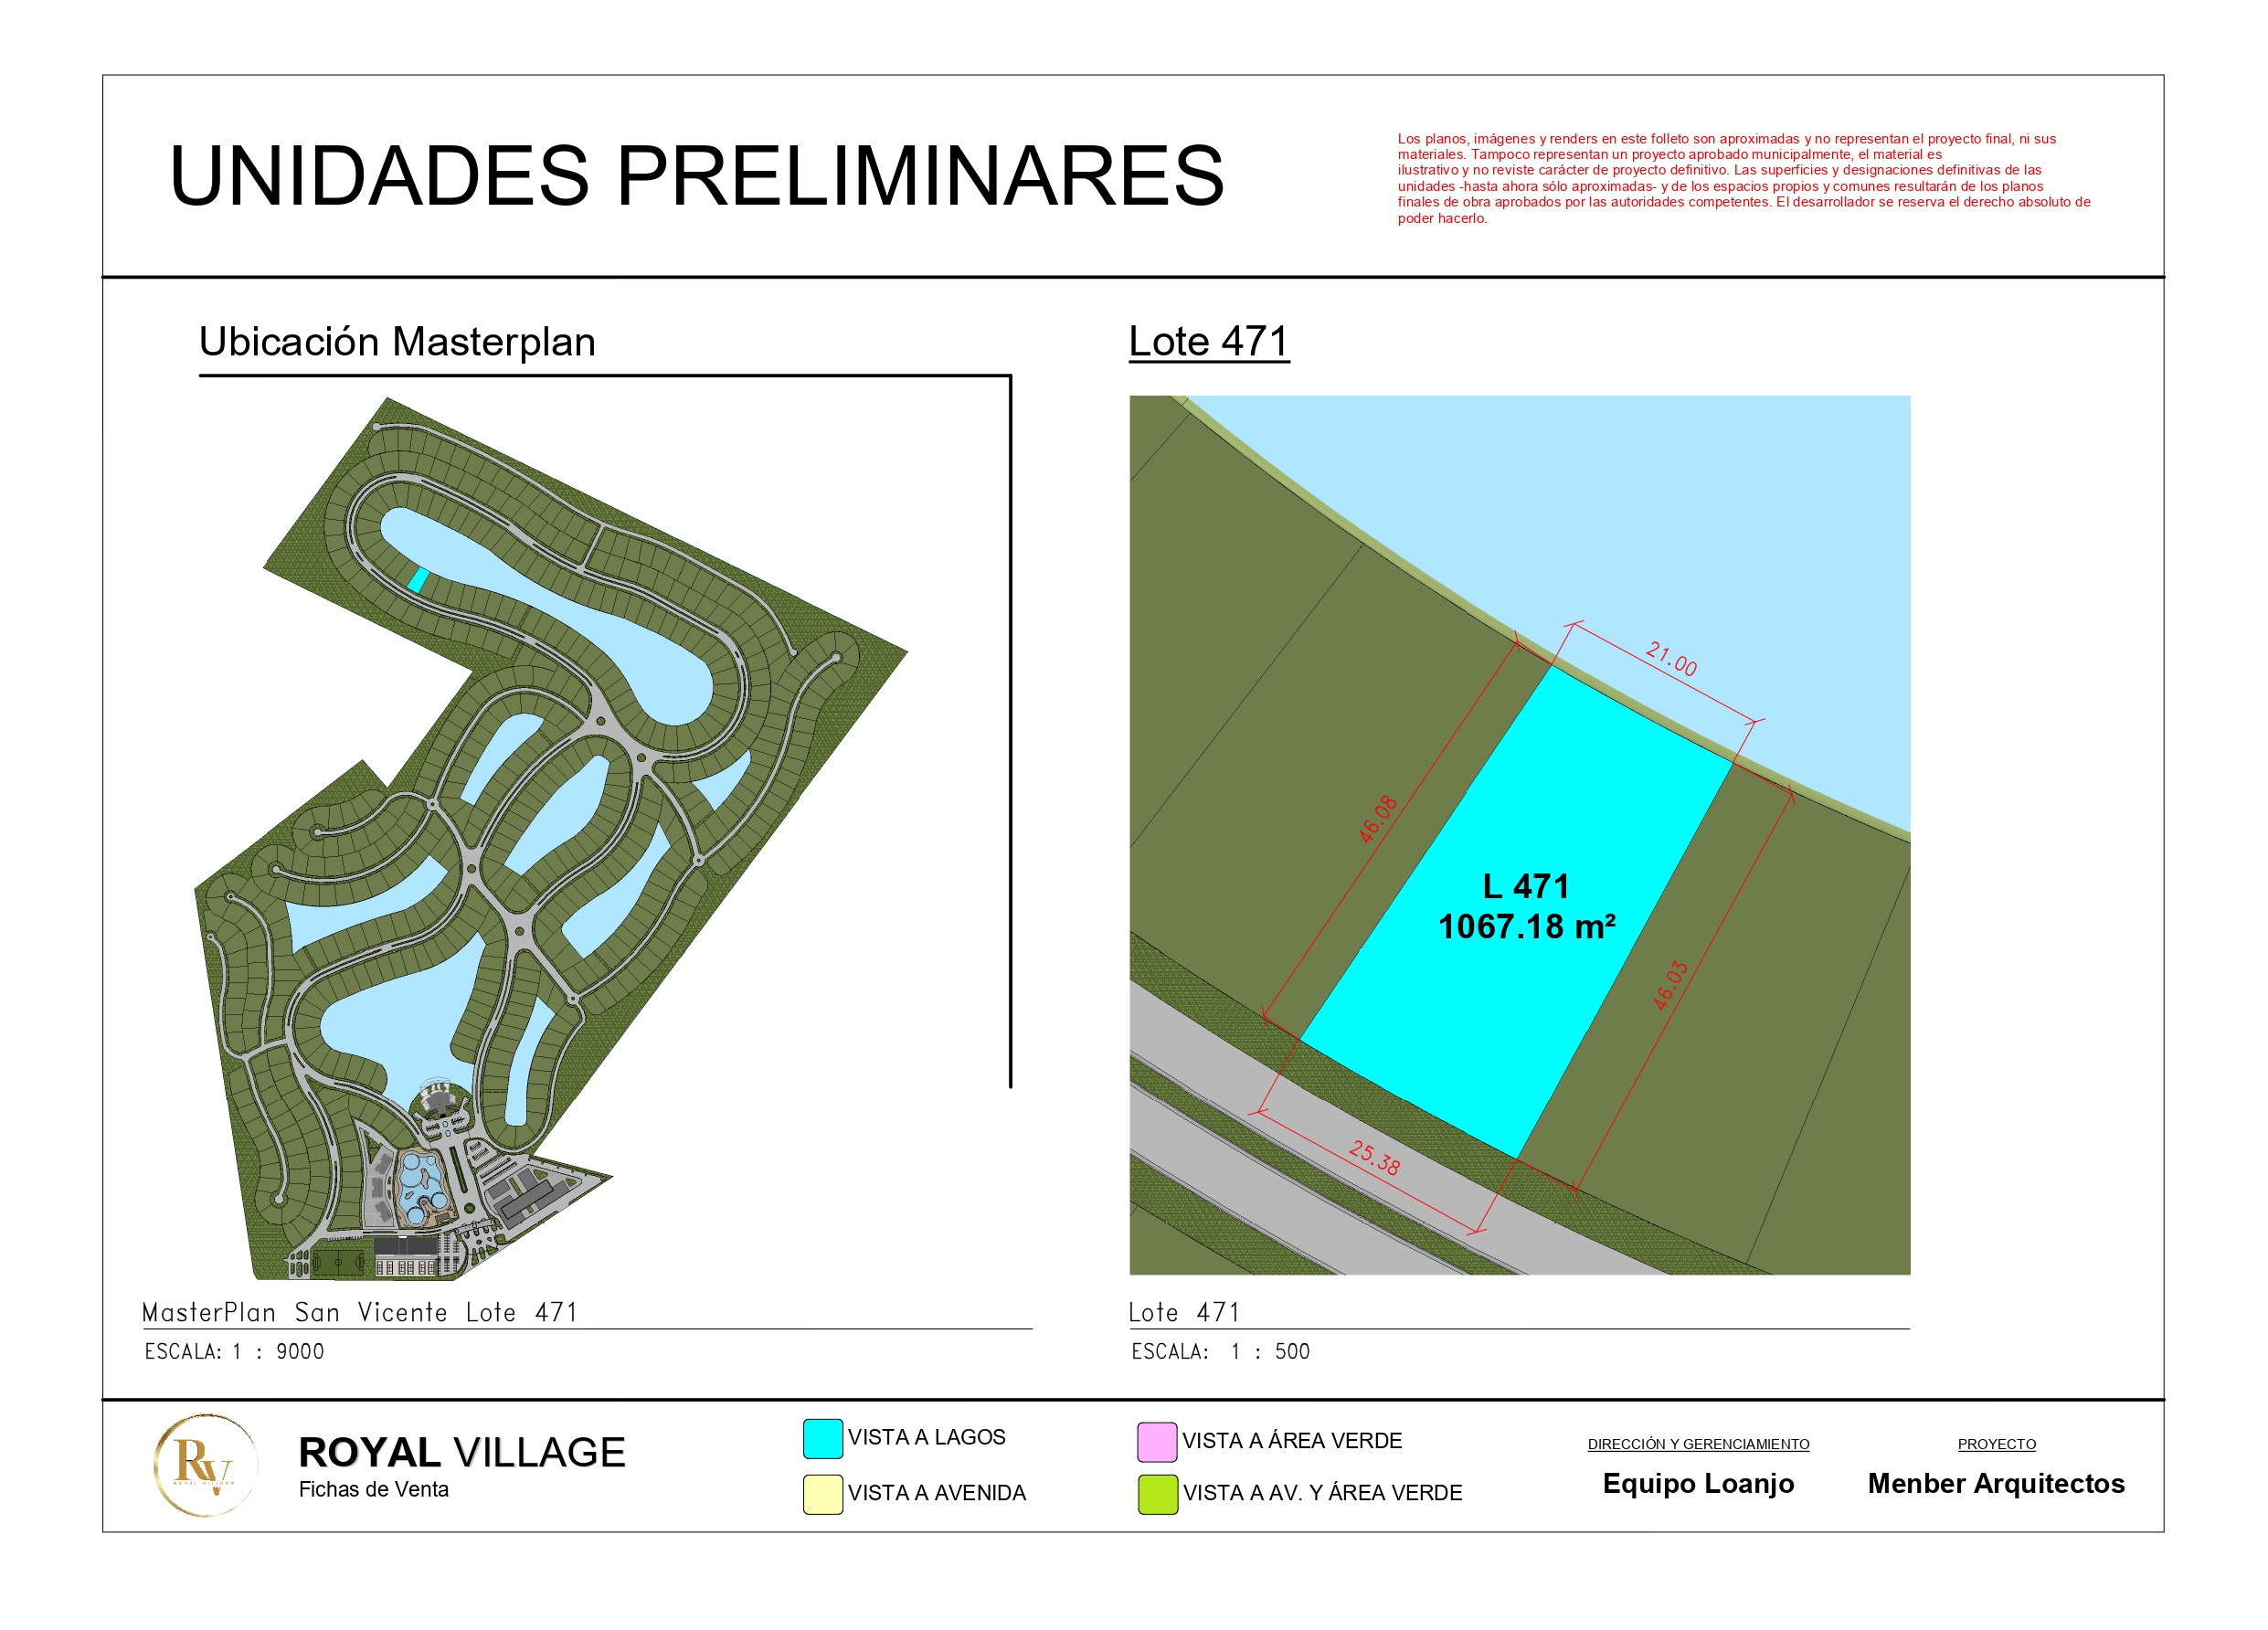 UNIDADES PRELIMINARES
Los planos, imágenes y renders en este folleto son aproximadas y no representan el proyecto final, ni sus
materiales. Tampoco representan un proyecto aprobado municipalmente, el material es
ilustrativo y no reviste carácter de proyecto definitivo. Las superficies y designaciones definitivas de las
unidades -hasta ahora sólo aproximadas- y de los espacios propios y comunes resultarán de los planos
finales de obra aprobados por las autoridades competentes. El desarrollador se reserva el derecho absoluto de
poder hacerlo.
Ubicación Masterplan
Lote 471
21.00
46.08
L 471
1067.18 m²
46.03
25.38
MasterPlan San Vicente Lote 471
ESCALA: 1 : 9000
Lote 471
ESCALA: 1 : 500
RV
ROYAL VILLAGE
ROYAL VILLAGE
Fichas de Venta
VISTA A LAGOS
VISTA A AVENIDA
VISTA A ÁREA VERDE
VISTA A AV. Y ÁREA VERDE
DIRECCIÓN Y GERENCIAMIENTO
Equipo Loanjo
PROYECTO
Menber Arquitectos